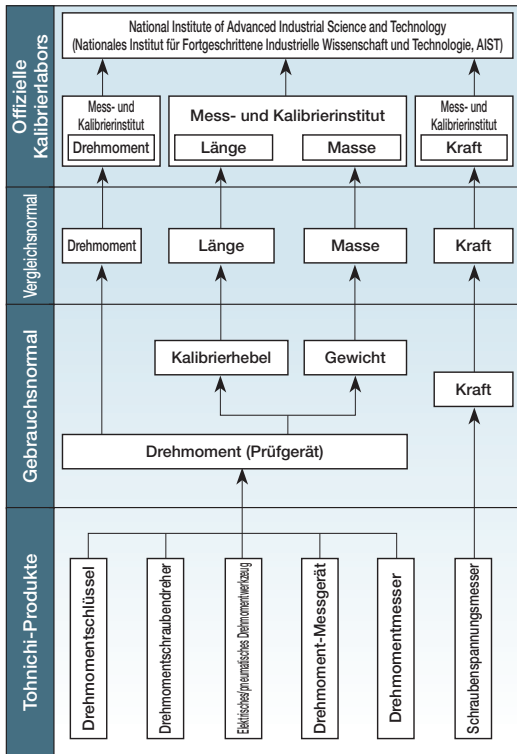 Offizielle
Kalibrierlabors
National Institute of Advanced Industrial Science and Technology
(Nationales Institut für Fortgeschrittene Industrielle Wissenschaft und Technologie, AIST)
Mess- und
Kalibrierinstitut
Drehmoment
Mess- und Kalibrierinstitut
Länge
Masse
Mess- und
Kalibrierinstitut
Kraft
Vergleichsnormal
Drehmoment
Länge
Masse
Kraft
Gebrauchsnormal
Kalibrierhebel
Gewicht
Kraft
Drehmoment (Prüfgerät)
Tohnichi-Produkte
Drehmomentschlüssel
Drehmomentschraubendreher
Elektrisches/pneumatisches Drehmomentwerkzeug
Drehmoment-Messgerät
Drehmomentmesser
Schraubenspannungsmesser